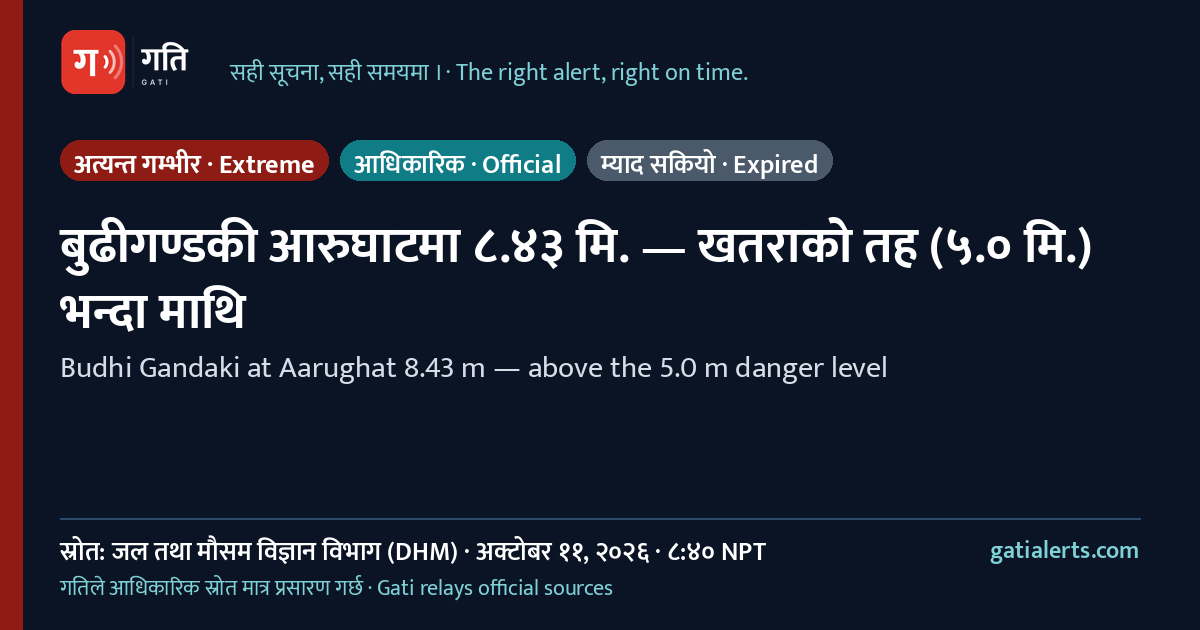 ग
गति
GATI
सही सूचना, सही समयमा । · The right alert, right on time.
अत्यन्त गम्भीर · Extreme
आधिकारिक · Official
म्याद सकियो · Expired
बुढीगण्डकी आरुघाटमा ८.४३ मि. — खतराको तह (५.० मि.)
भन्दा माथि
Budhi Gandaki at Aarughat 8.43 m — above the 5.0 m danger level
स्रोत: जल तथा मौसम विज्ञान विभाग (DHM) · अक्टोबर ११, २०२६ · ८:४० NPT
gatialerts.com
गतिले आधिकारिक स्रोत मात्र प्रसारण गर्छ · Gati relays official sources